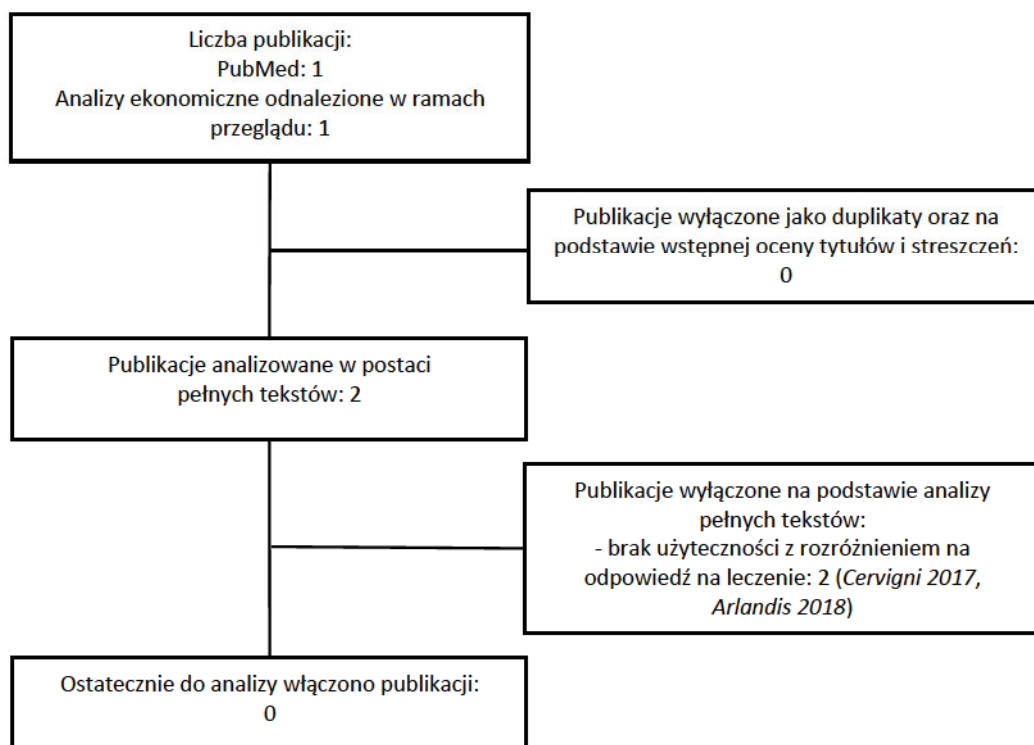 Liczba publikacji:
PubMed: 1
Analizy ekonomiczne odnalezione w ramach
przeglądu: 1
Publikacje wyłączone jako duplikaty oraz na
podstawie wstępnej oceny tytułów i streszczeń:
0
Publikacje analizowane w postaci
pełnych tekstów: 2
Publikacje wyłączone na podstawie analizy
pełnych tekstów:
- brak użyteczności z rozróżnieniem na
odpowiedź na leczenie: 2 (Cervigni 2017,
Arlandis 2018)
Ostatecznie do analizy włączono publikacji:
0